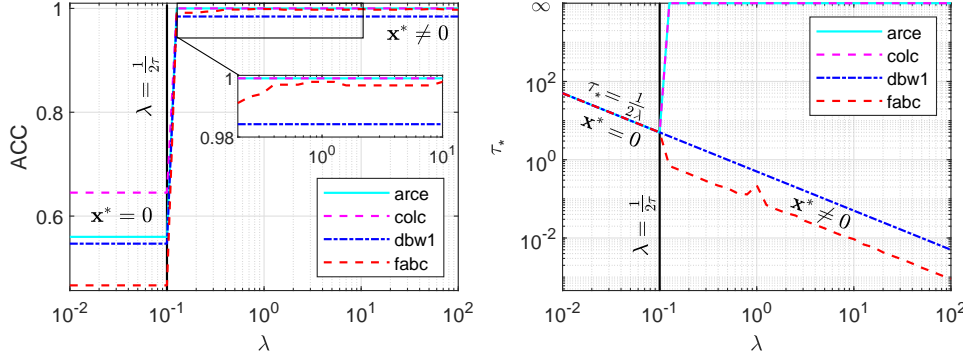 1
0.8
0.6
ACC
λ = 1/2τ
x* ≠ 0
1
0.98
10^0
10^1
x* = 0
arce
colc
dbw1
fabc
10^-2
10^-1
10^0
10^1
10^2
λ
∞
10^2
10^0
10^-2
τ*
τ* = 1/2λ
x* = 0
λ = 1/2τ
x* ≠ 0
arce
colc
dbw1
fabc
10^-2
10^-1
10^0
10^1
10^2
λ